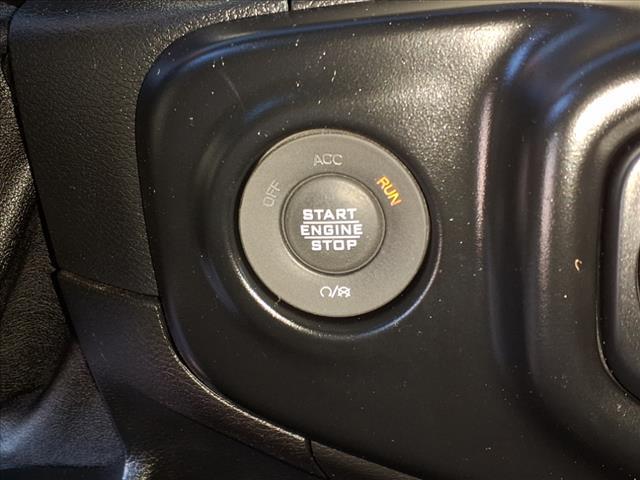 ACC
OFF
RUN
START
ENGINE
STOP